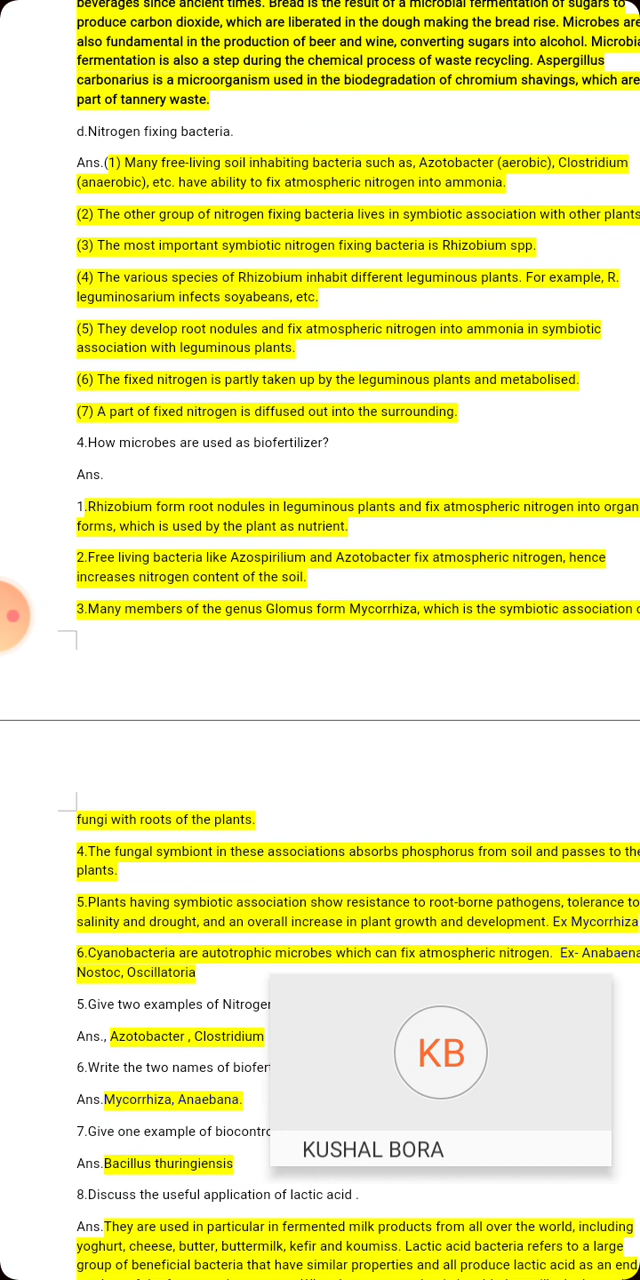 beverages since ancient times. Bread is the result of a microbial fermentation of sugars to
produce carbon dioxide, which are liberated in the dough making the bread rise. Microbes are
also fundamental in the production of beer and wine, converting sugars into alcohol. Microbia
fermentation is also a step during the chemical process of waste recycling. Aspergillus
carbonarius is a microorganism used in the biodegradation of chromium shavings, which are
part of tannery waste.
d.Nitrogen fixing bacteria.
Ans.(1) Many free-living soil inhabiting bacteria such as, Azotobacter (aerobic), Clostridium
(anaerobic), etc. have ability to fix atmospheric nitrogen into ammonia.
(2) The other group of nitrogen fixing bacteria lives in symbiotic association with other plants
(3) The most important symbiotic nitrogen fixing bacteria is Rhizobium spp.
(4) The various species of Rhizobium inhabit different leguminous plants. For example, R.
leguminosarium infects soyabeans, etc.
(5) They develop root nodules and fix atmospheric nitrogen into ammonia in symbiotic
association with leguminous plants.
(6) The fixed nitrogen is partly taken up by the leguminous plants and metabolised.
(7) A part of fixed nitrogen is diffused out into the surrounding.
4.How microbes are used as biofertilizer?
Ans.
1.Rhizobium form root nodules in leguminous plants and fix atmospheric nitrogen into organ
forms, which is used by the plant as nutrient.
2.Free living bacteria like Azospirilium and Azotobacter fix atmospheric nitrogen, hence
increases nitrogen content of the soil.
3.Many members of the genus Glomus form Mycorrhiza, which is the symbiotic association
fungi with roots of the plants.
4.The fungal symbiont in these associations absorbs phosphorus from soil and passes to the
plants.
5.Plants having symbiotic association show resistance to root-borne pathogens, tolerance to
salinity and drought, and an overall increase in plant growth and development. Ex Mycorrhiza
6.Cyanobacteria are autotrophic microbes which can fix atmospheric nitrogen. Ex- Anabaena
Nostoc, Oscillatoria
5.Give two examples of Nitroger
Ans., Azotobacter , Clostridium
6.Write the two names of biofer
Ans.Mycorrhiza, Anaebana.
7.Give one example of biocontro
Ans.Bacillus thuringiensis
KB
KUSHAL BORA
8.Discuss the useful application of lactic acid .
Ans.They are used in particular in fermented milk products from all over the world, including
yoghurt, cheese, butter, buttermilk, kefir and koumiss. Lactic acid bacteria refers to a large
group of beneficial bacteria that have similar properties and all produce lactic acid as an end